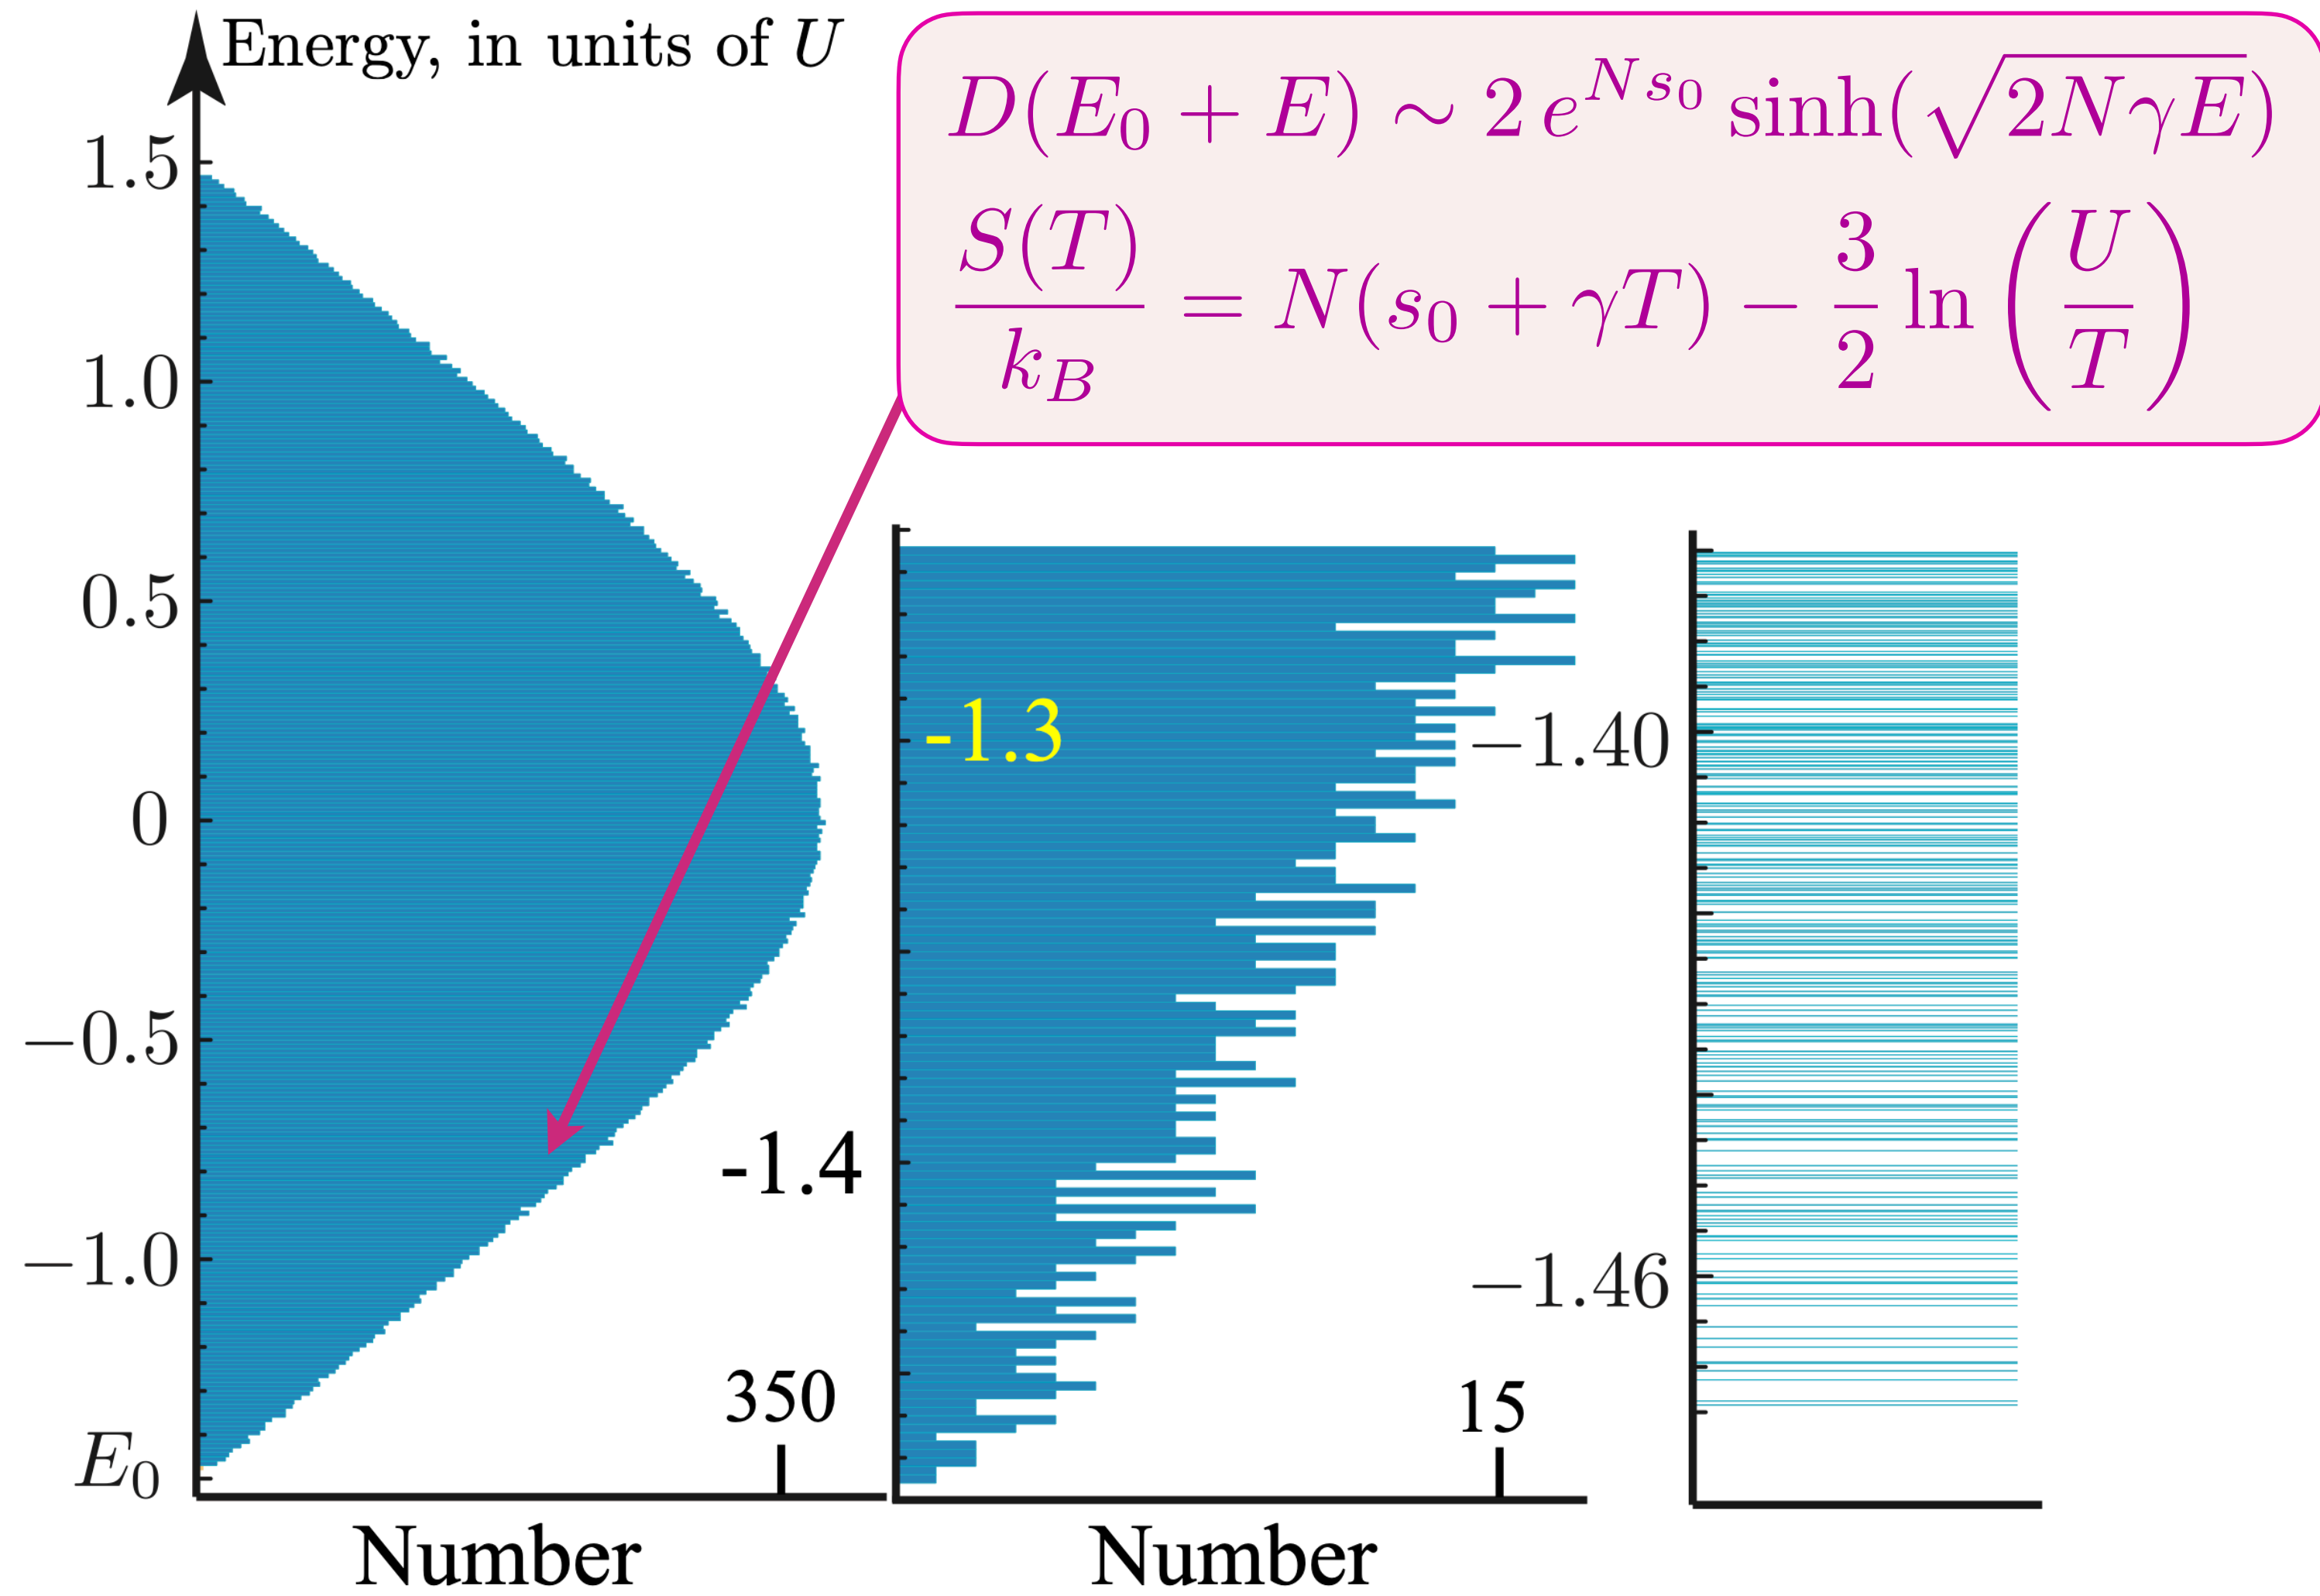 Energy, in units of U
D(E₀ + E) ∼ 2 e^{Ns₀} sinh(√(2NγE))
S(T)/k_B = N(s₀ + γT) − 3/2 ln(U/T)
1.5
1.0
0.5
0
−0.5
−1.0
E₀
350
Number
-1.3
-1.4
15
Number
−1.40
−1.46